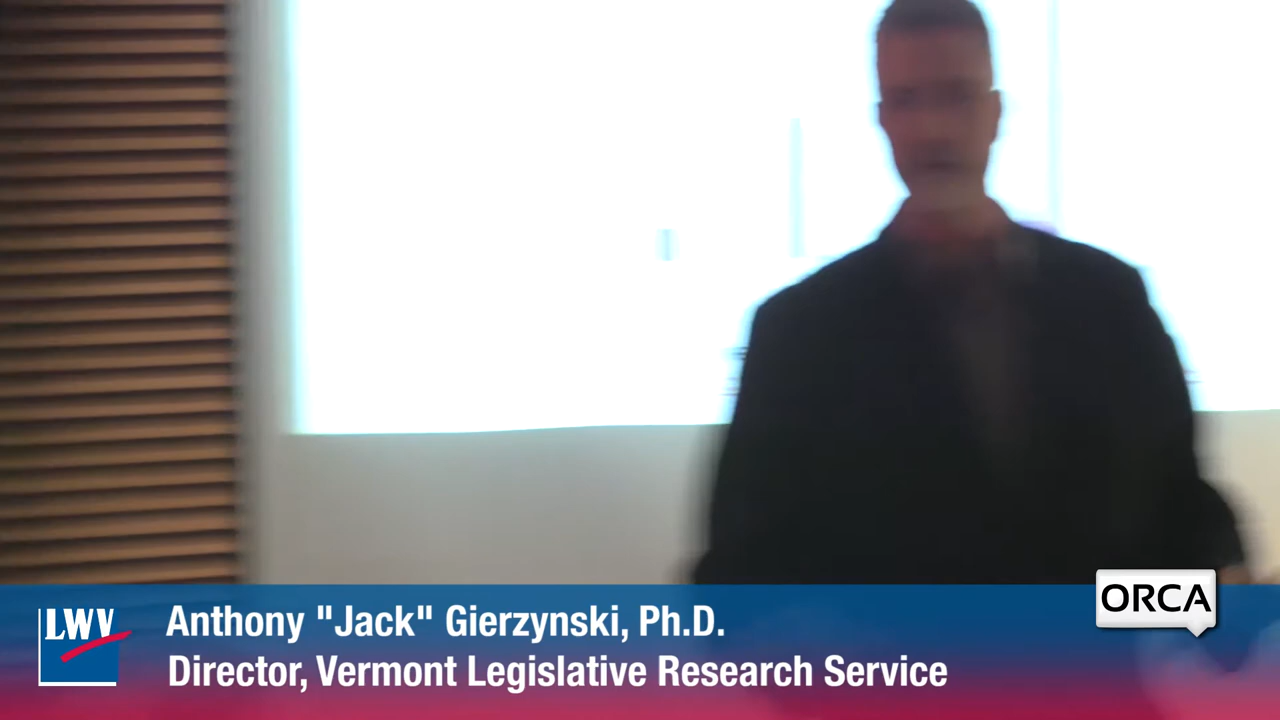 LWV
Anthony "Jack" Gierzynski, Ph.D.
Director, Vermont Legislative Research Service
ORCA